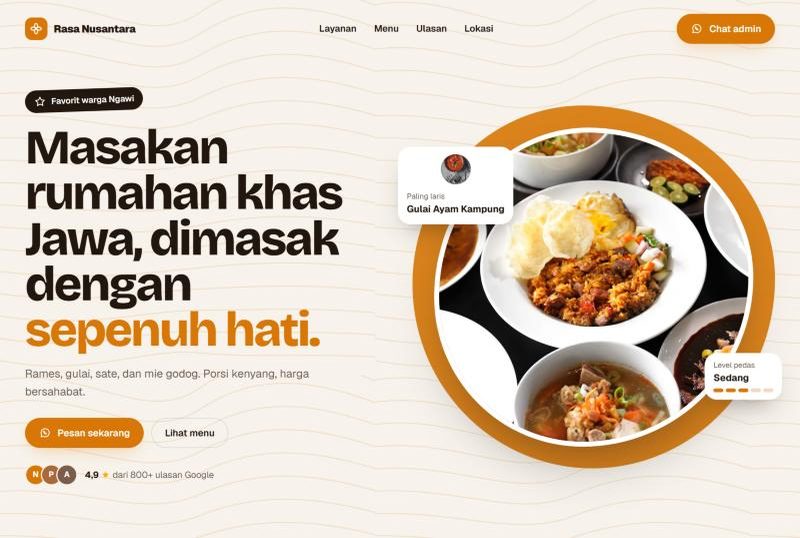 Rasa Nusantara
Layanan
Menu
Ulasan
Lokasi
Chat admin
Favorit warga Ngawi
Masakan
rumahan khas
Jawa, dimasak
dengan
sepenuh hati.
Rames, gulai, sate, dan mie godog. Porsi kenyang, harga
bersahabat.
Pesan sekarang
Lihat menu
N P A
4,9 ★ dari 800+ ulasan Google
Paling laris
Gulai Ayam Kampung
Level pedas
Sedang